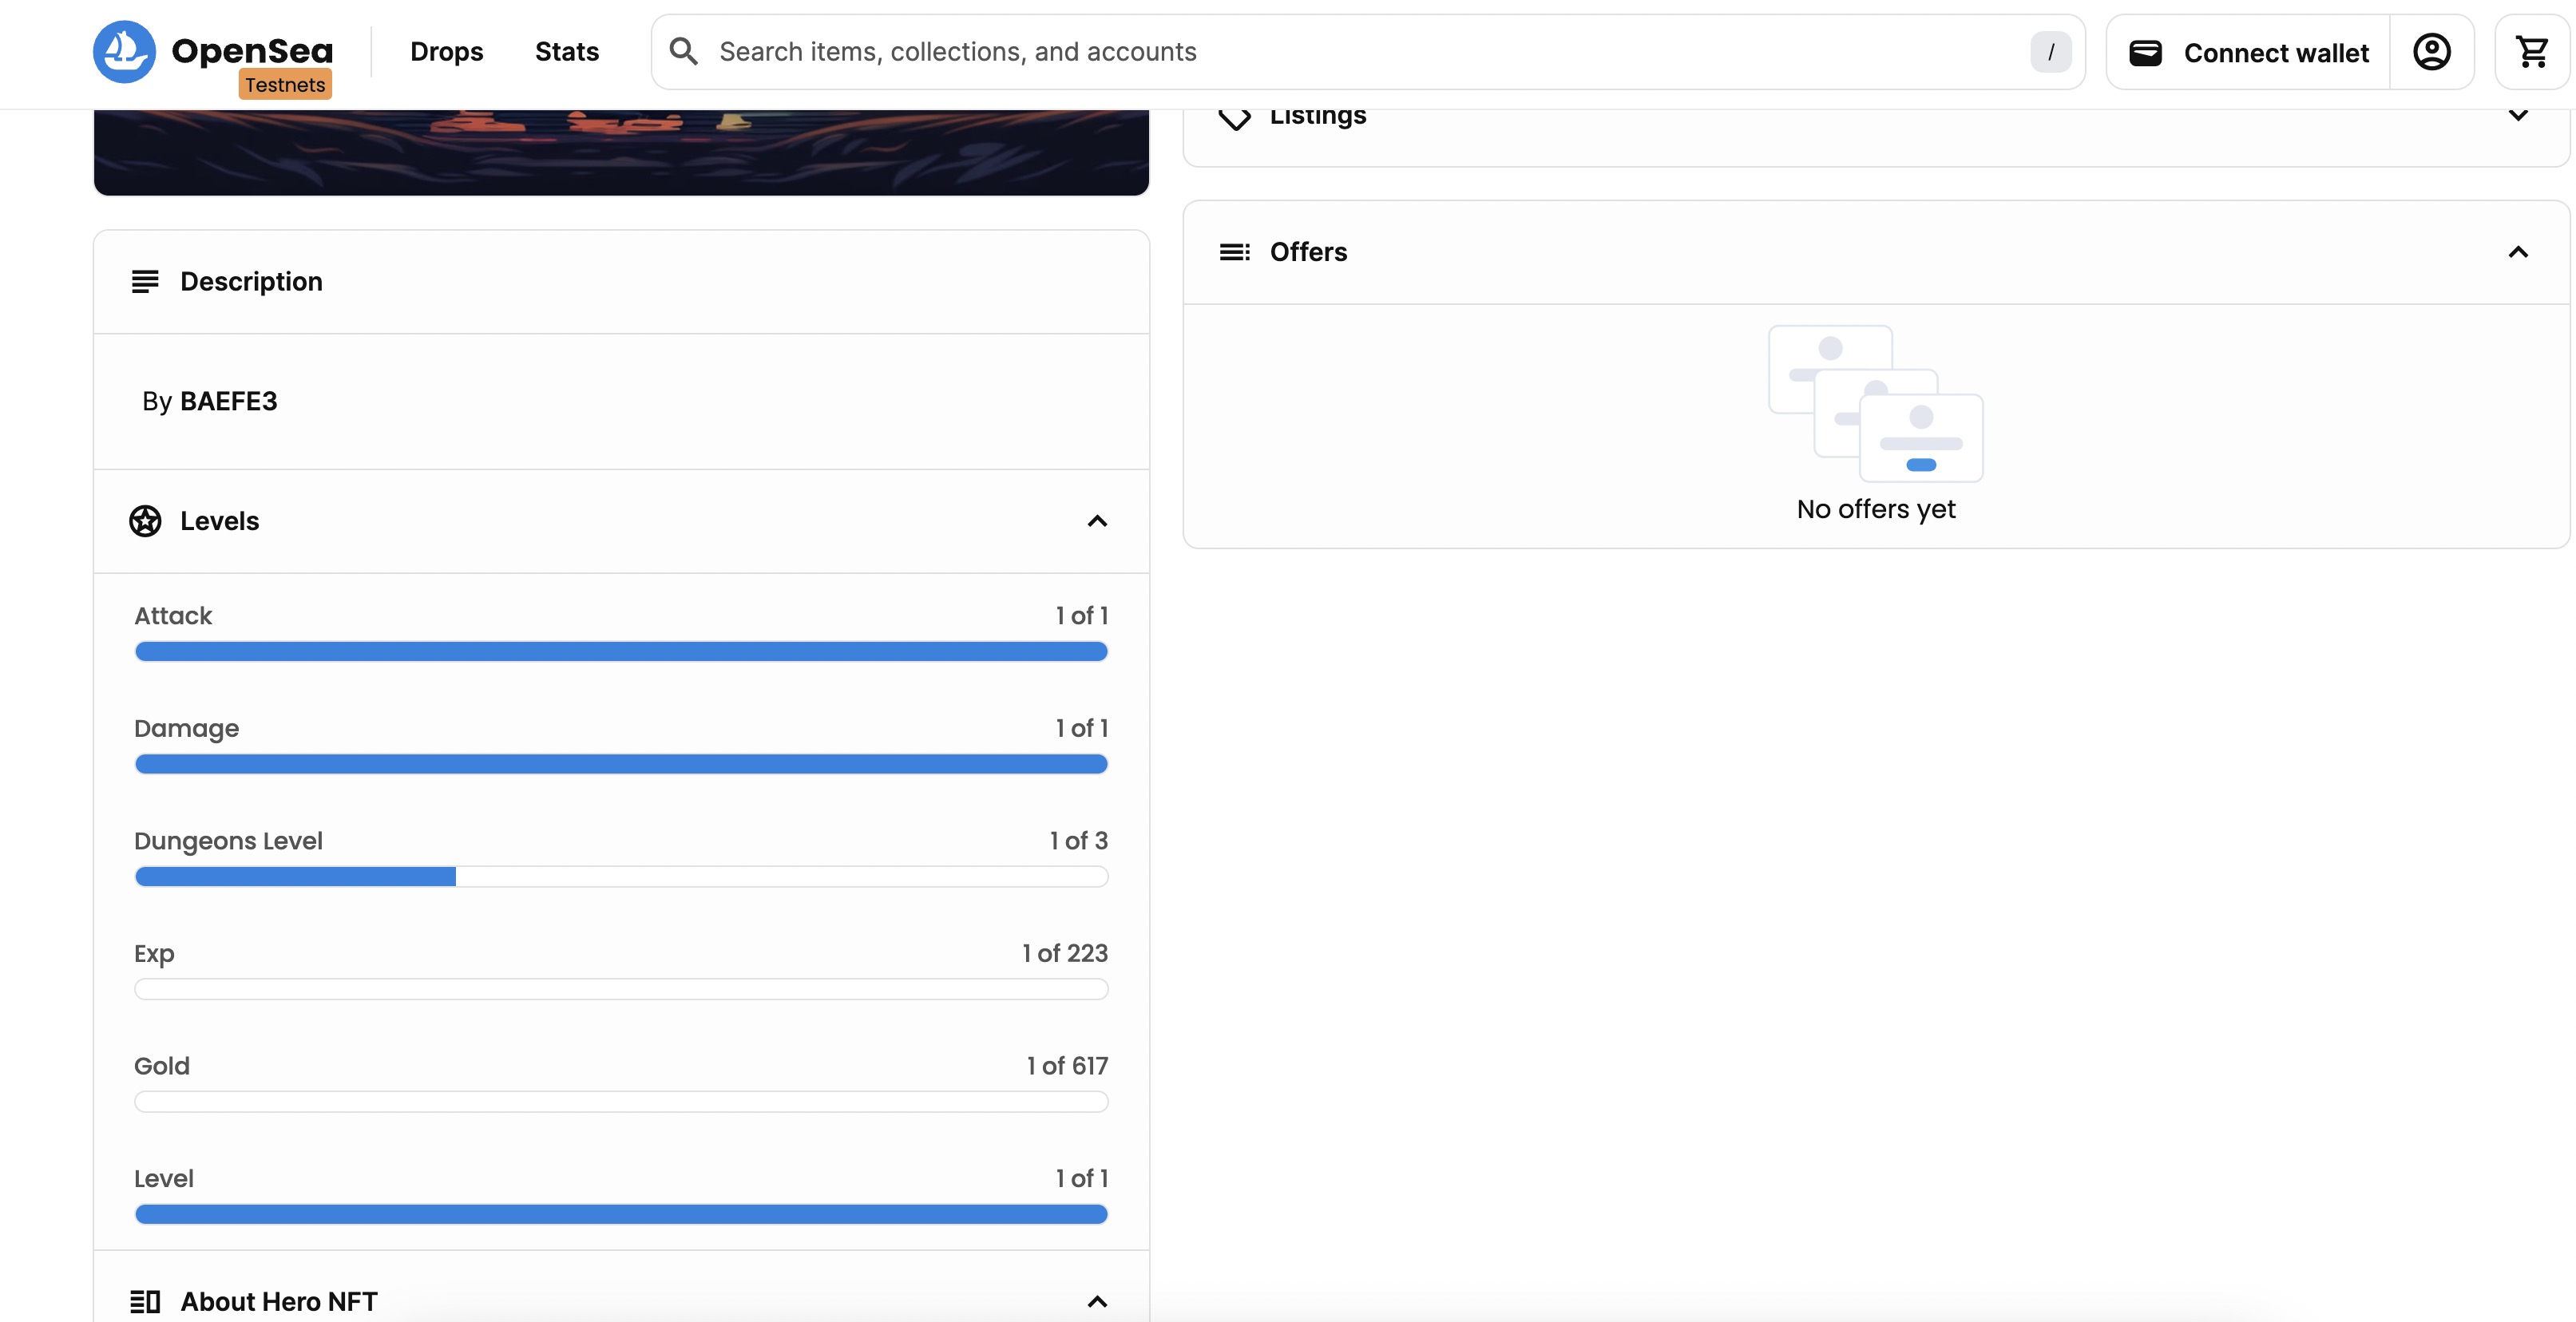 OpenSea
Testnets
Drops
Stats
Search items, collections, and accounts
/
Connect wallet
Listings
Offers
No offers yet
Description
By BAEFE3
Levels
Attack
1 of 1
Damage
1 of 1
Dungeons Level
1 of 3
Exp
1 of 223
Gold
1 of 617
Level
1 of 1
About Hero NFT